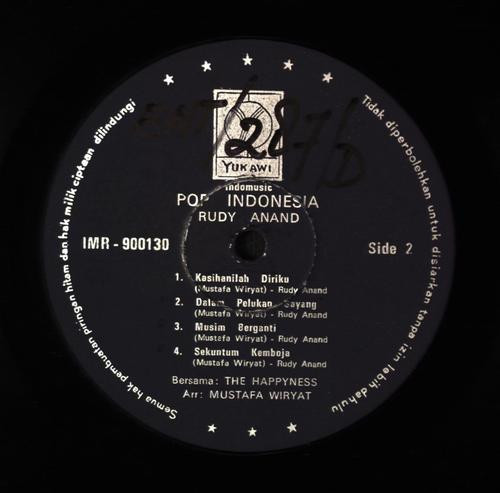 Semua hak pembuatan piringan hitam dan hak milik ciptaan dilindungi
Tidak diperbolehkan untuk disiarkan tanpa izin lebih dahulu
YUKAWI
Indomusic
POP INDONESIA
RUDY ANAND
IMR - 900130
Side 2
1. Kasihanilah Diriku
(Mustafa Wiryat) - Rudy Anand
2. Dalam Pelukan Sayang
(Mustafa Wiryat) - Rudy Anand
3. Musim Berganti
(Mustafa Wiryat) - Rudy Anand
4. Sekuntum Kemboja
(Mustafa Wiryat) - Rudy Anand
Bersama: THE HAPPYNESS
Arr: MUSTAFA WIRYAT